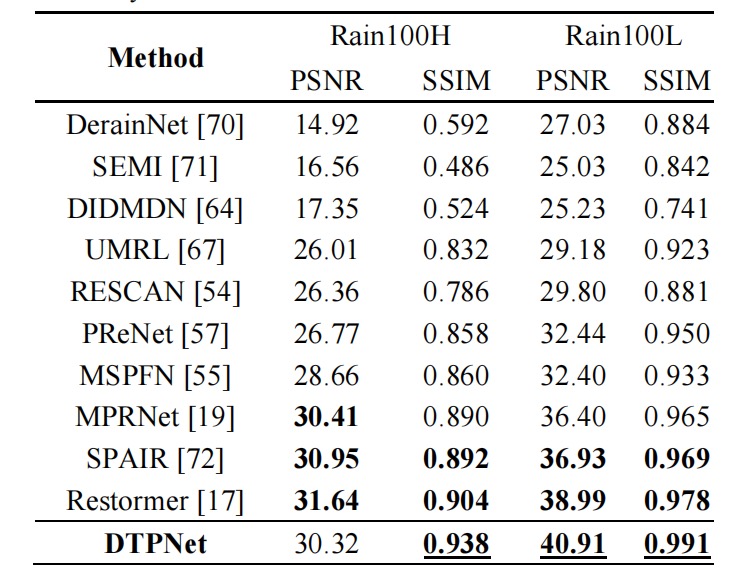 Method Rain100H Rain100L
PSNR SSIM PSNR SSIM
DerainNet [70] 14.92 0.592 27.03 0.884
SEMI [71] 16.56 0.486 25.03 0.842
DIDMDN [64] 17.35 0.524 25.23 0.741
UMRL [67] 26.01 0.832 29.18 0.923
RESCAN [54] 26.36 0.786 29.80 0.881
PReNet [57] 26.77 0.858 32.44 0.950
MSPFN [55] 28.66 0.860 32.40 0.933
MPRNet [19] 30.41 0.890 36.40 0.965
SPAIR [72] 30.95 0.892 36.93 0.969
Restormer [17] 31.64 0.904 38.99 0.978
DTPNet 30.32 0.938 40.91 0.991